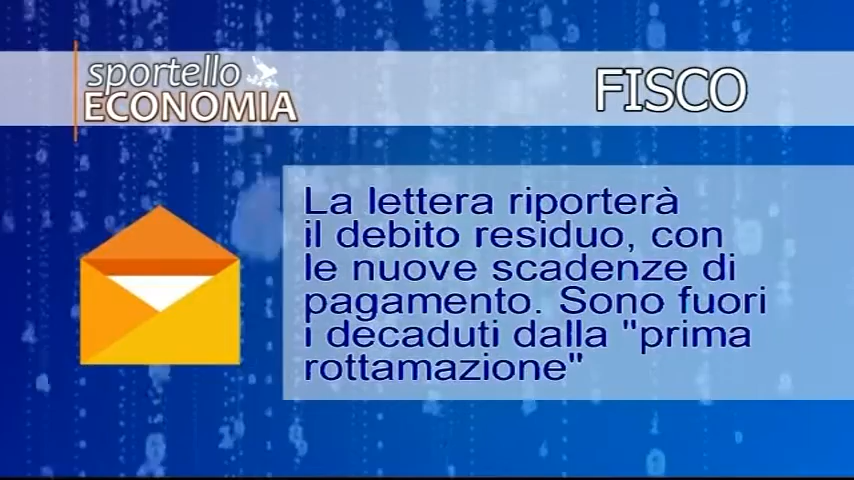 sportello
ECONOMIA
FISCO
La lettera riporterà
il debito residuo, con
le nuove scadenze di
pagamento. Sono fuori
i decaduti dalla "prima
rottamazione"